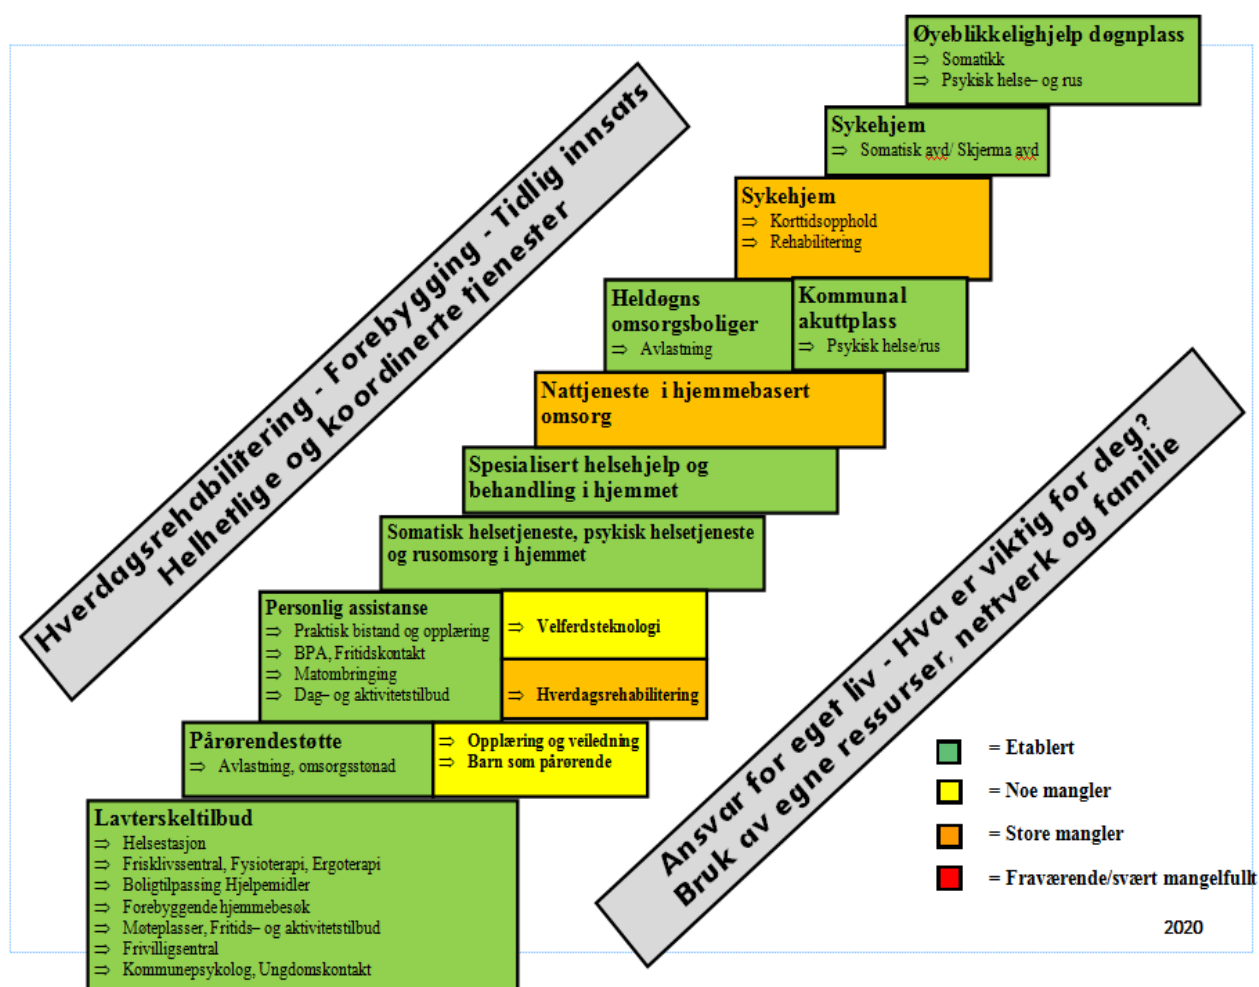 Øyeblikkelighjelp døgnplass
⇒ Somatikk
⇒ Psykisk helse– og rus
Sykehjem
⇒ Somatisk avd/ Skjerma avd
Sykehjem
⇒ Korttidsopphold
⇒ Rehabilitering
Heldøgns
omsorgsboliger
⇒ Avlastning
Kommunal
akuttplass
⇒ Psykisk helse/rus
Nattjeneste i hjemmebasert
omsorg
Spesialisert helsehjelp og
behandling i hjemmet
Somatisk helsetjeneste, psykisk helsetjeneste
og rusomsorg i hjemmet
Personlig assistanse
⇒ Praktisk bistand og opplæring
⇒ BPA, Fritidskontakt
⇒ Matombringing
⇒ Dag– og aktivitetstilbud
⇒ Velferdsteknologi
⇒ Hverdagsrehabilitering
Pårørendestøtte
⇒ Avlastning, omsorgsstønad
⇒ Opplæring og veiledning
⇒ Barn som pårørende
Lavterskeltilbud
⇒ Helsestasjon
⇒ Frisklivssentral, Fysioterapi, Ergoterapi
⇒ Boligtilpassing Hjelpemidler
⇒ Forebyggende hjemmebesøk
⇒ Møteplasser, Fritids– og aktivitetstilbud
⇒ Frivilligsentral
⇒ Kommunepsykolog, Ungdomskontakt
Hverdagsrehabilitering - Forebygging - Tidlig innsats
Helhetlige og koordinerte tjenester
Ansvar for eget liv - Hva er viktig for deg?
Bruk av egne ressurser, nettverk og familie
= Etablert
= Noe mangler
= Store mangler
= Fraværende/svært mangelfullt
2020